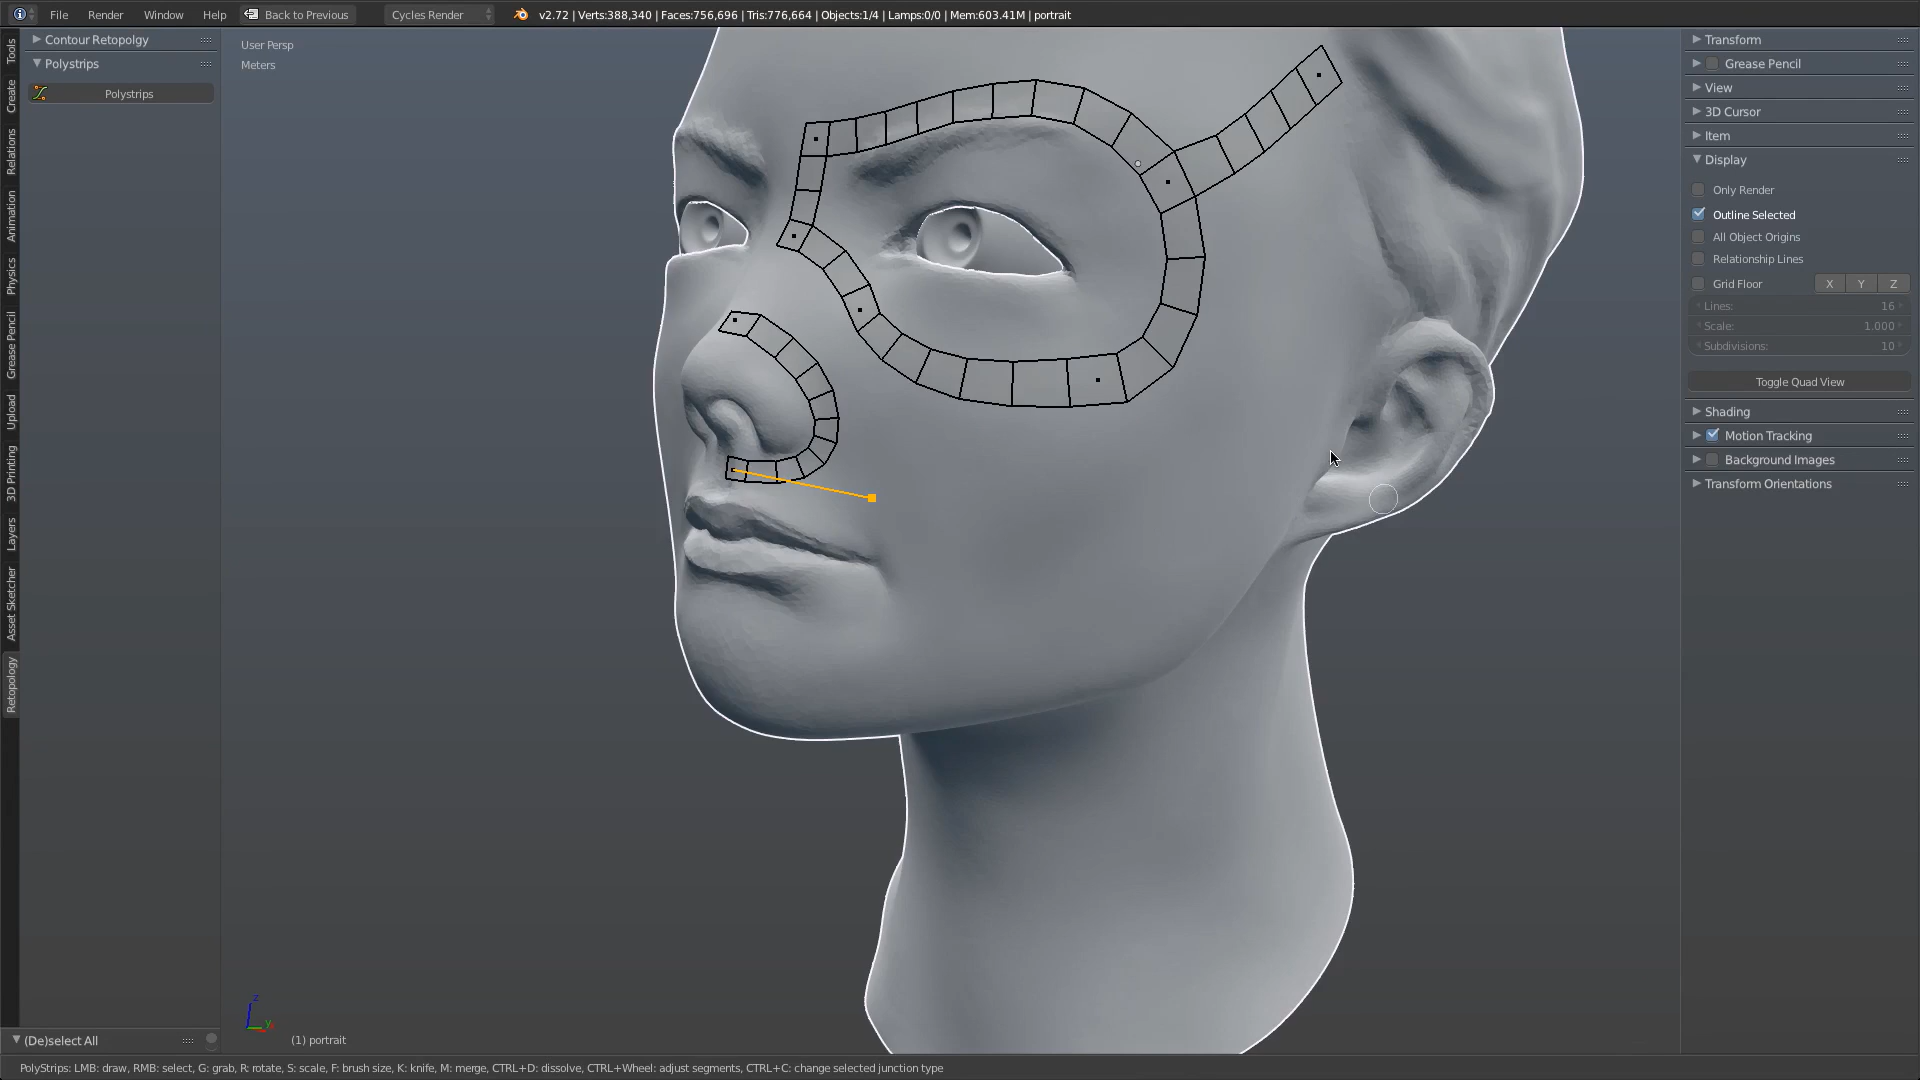 File Render Window Help Back to Previous Cycles Render v2.72 | Verts:388,340 | Faces:756,696 | Tris:776,664 | Objects:1/4 | Lamps:0/0 | Mem:603.41M | portrait
Tools
Create
Relations
Animation
Physics
Grease Pencil
Upload
3D Printing
Layers
Asset Sketcher
Retopology
Contour Retopolgy
Polystrips
Polystrips
(De)select All
User Persp
Meters
z
y
(1) portrait
Transform
Grease Pencil
View
3D Cursor
Item
Display
Only Render
Outline Selected
All Object Origins
Relationship Lines
Grid Floor X Y Z
Lines: 16
Scale: 1.000
Subdivisions: 10
Toggle Quad View
Shading
Motion Tracking
Background Images
Transform Orientations
PolyStrips: LMB: draw, RMB: select, G: grab, R: rotate, S: scale, F: brush size, K: knife, M: merge, CTRL+D: dissolve, CTRL+Wheel: adjust segments, CTRL+C: change selected junction type